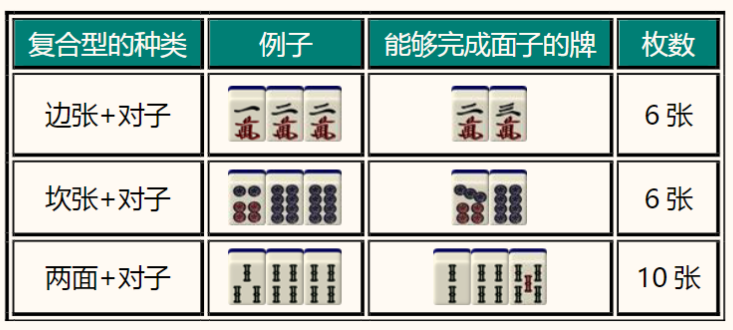 复合型的种类 例子 能够完成面子的牌 枚数
边张+对子 一萬 二萬 二萬 二萬 三萬 6张
坎张+对子 6张
两面+对子 10张